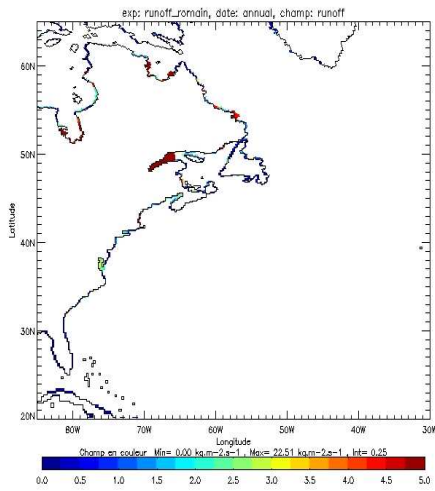 exp: runoff_romain, date: annual, champ: runoff
60N
50N
40N
30N
20N
Latitude
80W 70W 60W 50W 40W 30W
Longitude
Champ en couleur Min= 0.00 kg.m-2.s-1 , Max= 22.51 kg.m-2.s-1 , Int= 0.25
0.0 0.5 1.0 1.5 2.0 2.5 3.0 3.5 4.0 4.5 5.0